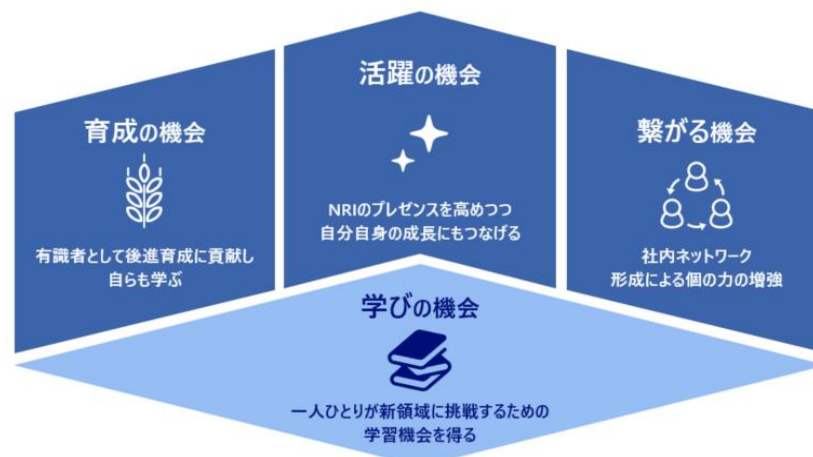 育成の機会
有識者として後進育成に貢献し
自らも学ぶ
活躍の機会
NRIのプレゼンスを高めつつ
自分自身の成長にもつなげる
繋がる機会
社内ネットワーク
形成による個の力の増強
学びの機会
一人ひとりが新領域に挑戦するための
学習機会を得る